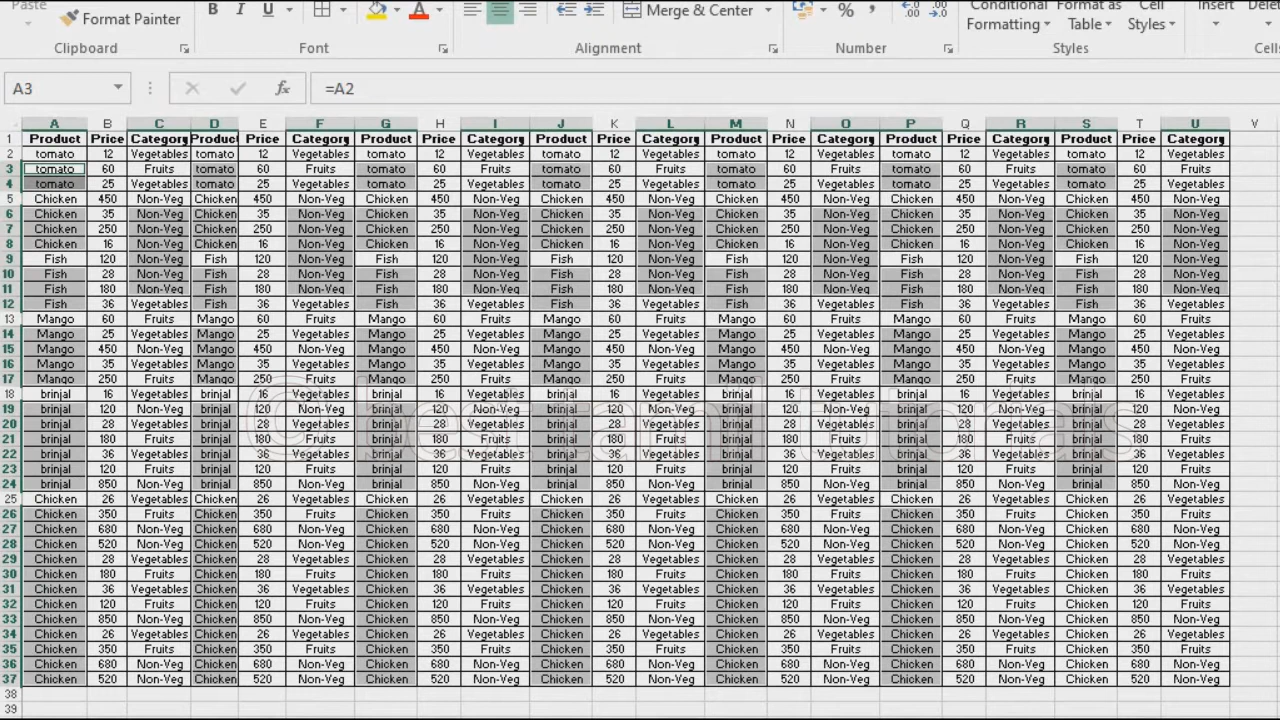 Paste
Format Painter
B I U
A
Merge & Center
%
,
Conditional Formatting
Format as Table
Cell Styles
Insert
Clipboard Font Alignment Number Styles
A3 fx =A2
A B C D E F G H I J K L M N O P Q R S T U V
1 Product Price Category Product Price Category Product Price Category Product Price Category Product Price Category Product Price Category Product Price Category
2 tomato 12 Vegetables tomato 12 Vegetables tomato 12 Vegetables tomato 12 Vegetables tomato 12 Vegetables tomato 12 Vegetables tomato 12 Vegetables
3 tomato 60 Fruits tomato 60 Fruits tomato 60 Fruits tomato 60 Fruits tomato 60 Fruits tomato 60 Fruits tomato 60 Fruits
4 tomato 25 Vegetables tomato 25 Vegetables tomato 25 Vegetables tomato 25 Vegetables tomato 25 Vegetables tomato 25 Vegetables tomato 25 Vegetables
5 Chicken 450 Non-Veg Chicken 450 Non-Veg Chicken 450 Non-Veg Chicken 450 Non-Veg Chicken 450 Non-Veg Chicken 450 Non-Veg Chicken 450 Non-Veg
6 Chicken 35 Non-Veg Chicken 35 Non-Veg Chicken 35 Non-Veg Chicken 35 Non-Veg Chicken 35 Non-Veg Chicken 35 Non-Veg Chicken 35 Non-Veg
7 Chicken 250 Non-Veg Chicken 250 Non-Veg Chicken 250 Non-Veg Chicken 250 Non-Veg Chicken 250 Non-Veg Chicken 250 Non-Veg Chicken 250 Non-Veg
8 Chicken 16 Non-Veg Chicken 16 Non-Veg Chicken 16 Non-Veg Chicken 16 Non-Veg Chicken 16 Non-Veg Chicken 16 Non-Veg Chicken 16 Non-Veg
9 Fish 120 Non-Veg Fish 120 Non-Veg Fish 120 Non-Veg Fish 120 Non-Veg Fish 120 Non-Veg Fish 120 Non-Veg Fish 120 Non-Veg
10 Fish 28 Non-Veg Fish 28 Non-Veg Fish 28 Non-Veg Fish 28 Non-Veg Fish 28 Non-Veg Fish 28 Non-Veg Fish 28 Non-Veg
11 Fish 180 Non-Veg Fish 180 Non-Veg Fish 180 Non-Veg Fish 180 Non-Veg Fish 180 Non-Veg Fish 180 Non-Veg Fish 180 Non-Veg
12 Fish 36 Vegetables Fish 36 Vegetables Fish 36 Vegetables Fish 36 Vegetables Fish 36 Vegetables Fish 36 Vegetables Fish 36 Vegetables
13 Mango 60 Fruits Mango 60 Fruits Mango 60 Fruits Mango 60 Fruits Mango 60 Fruits Mango 60 Fruits Mango 60 Fruits
14 Mango 25 Vegetables Mango 25 Vegetables Mango 25 Vegetables Mango 25 Vegetables Mango 25 Vegetables Mango 25 Vegetables Mango 25 Vegetables
15 Mango 450 Non-Veg Mango 450 Non-Veg Mango 450 Non-Veg Mango 450 Non-Veg Mango 450 Non-Veg Mango 450 Non-Veg Mango 450 Non-Veg
16 Mango 35 Vegetables Mango 35 Vegetables Mango 35 Vegetables Mango 35 Vegetables Mango 35 Vegetables Mango 35 Vegetables Mango 35 Vegetables
17 Mango 250 Fruits Mango 250 Fruits Mango 250 Fruits Mango 250 Fruits Mango 250 Fruits Mango 250 Fruits Mango 250 Fruits
18 brinjal 16 Vegetables brinjal 16 Vegetables brinjal 16 Vegetables brinjal 16 Vegetables brinjal 16 Vegetables brinjal 16 Vegetables brinjal 16 Vegetables
19 brinjal 120 Non-Veg brinjal 120 Non-Veg brinjal 120 Non-Veg brinjal 120 Non-Veg brinjal 120 Non-Veg brinjal 120 Non-Veg brinjal 120 Non-Veg
20 brinjal 28 Vegetables brinjal 28 Vegetables brinjal 28 Vegetables brinjal 28 Vegetables brinjal 28 Vegetables brinjal 28 Vegetables brinjal 28 Vegetables
21 brinjal 180 Fruits brinjal 180 Fruits brinjal 180 Fruits brinjal 180 Fruits brinjal 180 Fruits brinjal 180 Fruits brinjal 180 Fruits
22 brinjal 36 Vegetables brinjal 36 Vegetables brinjal 36 Vegetables brinjal 36 Vegetables brinjal 36 Vegetables brinjal 36 Vegetables brinjal 36 Vegetables
23 brinjal 120 Fruits brinjal 120 Fruits brinjal 120 Fruits brinjal 120 Fruits brinjal 120 Fruits brinjal 120 Fruits brinjal 120 Fruits
24 brinjal 850 Non-Veg brinjal 850 Non-Veg brinjal 850 Non-Veg brinjal 850 Non-Veg brinjal 850 Non-Veg brinjal 850 Non-Veg brinjal 850 Non-Veg
25 Chicken 26 Vegetables Chicken 26 Vegetables Chicken 26 Vegetables Chicken 26 Vegetables Chicken 26 Vegetables Chicken 26 Vegetables Chicken 26 Vegetables
26 Chicken 350 Fruits Chicken 350 Fruits Chicken 350 Fruits Chicken 350 Fruits Chicken 350 Fruits Chicken 350 Fruits Chicken 350 Fruits
27 Chicken 680 Non-Veg Chicken 680 Non-Veg Chicken 680 Non-Veg Chicken 680 Non-Veg Chicken 680 Non-Veg Chicken 680 Non-Veg Chicken 680 Non-Veg
28 Chicken 520 Non-Veg Chicken 520 Non-Veg Chicken 520 Non-Veg Chicken 520 Non-Veg Chicken 520 Non-Veg Chicken 520 Non-Veg Chicken 520 Non-Veg
29 Chicken 28 Vegetables Chicken 28 Vegetables Chicken 28 Vegetables Chicken 28 Vegetables Chicken 28 Vegetables Chicken 28 Vegetables Chicken 28 Vegetables
30 Chicken 180 Fruits Chicken 180 Fruits Chicken 180 Fruits Chicken 180 Fruits Chicken 180 Fruits Chicken 180 Fruits Chicken 180 Fruits
31 Chicken 36 Vegetables Chicken 36 Vegetables Chicken 36 Vegetables Chicken 36 Vegetables Chicken 36 Vegetables Chicken 36 Vegetables Chicken 36 Vegetables
32 Chicken 120 Fruits Chicken 120 Fruits Chicken 120 Fruits Chicken 120 Fruits Chicken 120 Fruits Chicken 120 Fruits Chicken 120 Fruits
33 Chicken 850 Non-Veg Chicken 850 Non-Veg Chicken 850 Non-Veg Chicken 850 Non-Veg Chicken 850 Non-Veg Chicken 850 Non-Veg Chicken 850 Non-Veg
34 Chicken 26 Vegetables Chicken 26 Vegetables Chicken 26 Vegetables Chicken 26 Vegetables Chicken 26 Vegetables Chicken 26 Vegetables Chicken 26 Vegetables
35 Chicken 350 Fruits Chicken 350 Fruits Chicken 350 Fruits Chicken 350 Fruits Chicken 350 Fruits Chicken 350 Fruits Chicken 350 Fruits
36 Chicken 680 Non-Veg Chicken 680 Non-Veg Chicken 680 Non-Veg Chicken 680 Non-Veg Chicken 680 Non-Veg Chicken 680 Non-Veg Chicken 680 Non-Veg
37 Chicken 520 Non-Veg Chicken 520 Non-Veg Chicken 520 Non-Veg Chicken 520 Non-Veg Chicken 520 Non-Veg Chicken 520 Non-Veg Chicken 520 Non-Veg
38
39
© best tamil tutorials